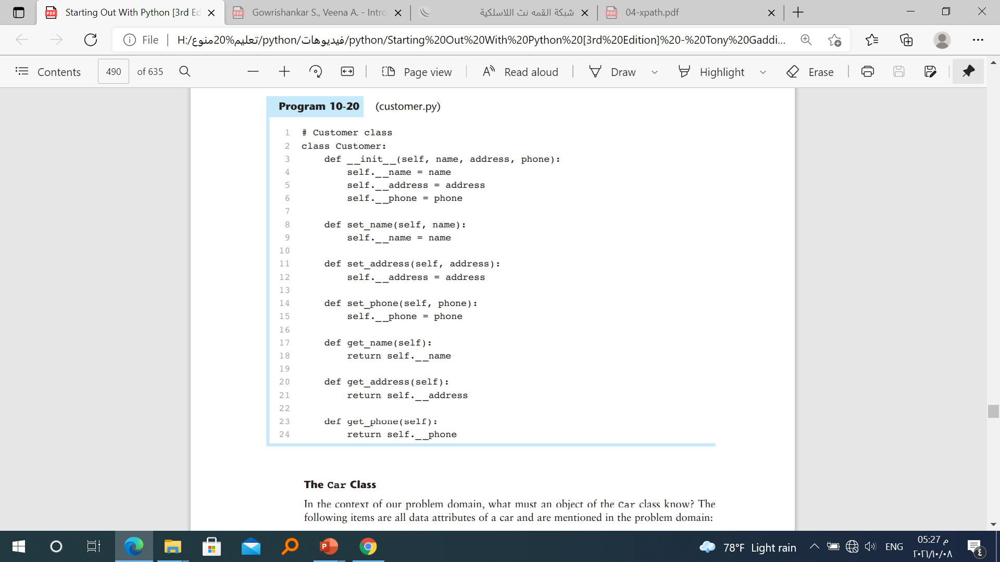 Starting Out With Python [3rd Ed
Gowrishankar S., Veena A. - Intro
شبكة القمه نت اللاسلكية
04-xpath.pdf
File
H:/تعليم%20منوع/python/فيديوهات/python/Starting%20Out%20With%20Python%20[3rd%20Edition]%20-%20Tony%20Gaddi...
Contents
490
of 635
Page view
Read aloud
Draw
Highlight
Erase
Program 10-20 (customer.py)
1 # Customer class
2 class Customer:
3 def __init__(self, name, address, phone):
4 self.__name = name
5 self.__address = address
6 self.__phone = phone
7
8 def set_name(self, name):
9 self.__name = name
10
11 def set_address(self, address):
12 self.__address = address
13
14 def set_phone(self, phone):
15 self.__phone = phone
16
17 def get_name(self):
18 return self.__name
19
20 def get_address(self):
21 return self.__address
22
23 def get_phone(self):
24 return self.__phone
The Car Class
In the context of our problem domain, what must an object of the Car class know? The
following items are all data attributes of a car and are mentioned in the problem domain:
78°F Light rain
ENG
05:27 م
٢٠٢١/١٠/٠٨
٤